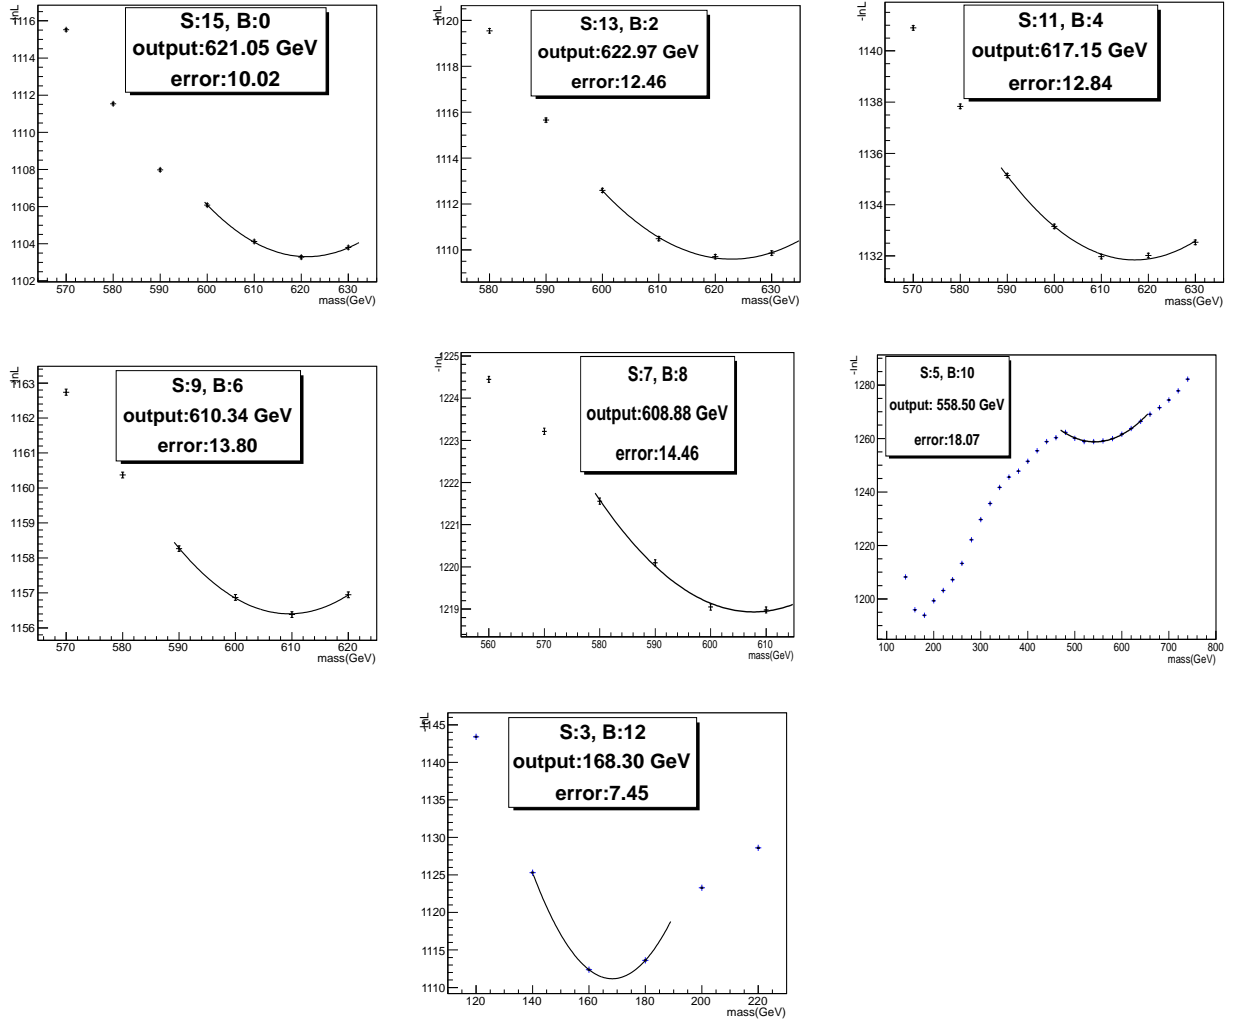 -lnL
S:15, B:0
output:621.05 GeV
error:10.02
1116
1114
1112
1110
1108
1106
1104
1102
570 580 590 600 610 620 630
mass(GeV)
-lnL
S:13, B:2
output:622.97 GeV
error:12.46
1120
1118
1116
1114
1112
1110
580 590 600 610 620 630
mass(GeV)
-lnL
S:11, B:4
output:617.15 GeV
error:12.84
1140
1138
1136
1134
1132
570 580 590 600 610 620 630
mass(GeV)
-lnL
S:9, B:6
output:610.34 GeV
error:13.80
1163
1162
1161
1160
1159
1158
1157
1156
570 580 590 600 610 620
mass(GeV)
-lnL
S:7, B:8
output:608.88 GeV
error:14.46
1225
1224
1223
1222
1221
1220
1219
560 570 580 590 600 610
mass(GeV)
-lnL
S:5, B:10
output: 558.50 GeV
error:18.07
1280
1260
1240
1220
1200
100 200 300 400 500 600 700 800
mass(GeV)
-lnL
S:3, B:12
output:168.30 GeV
error:7.45
1145
1140
1135
1130
1125
1120
1115
1110
120 140 160 180 200 220
mass(GeV)